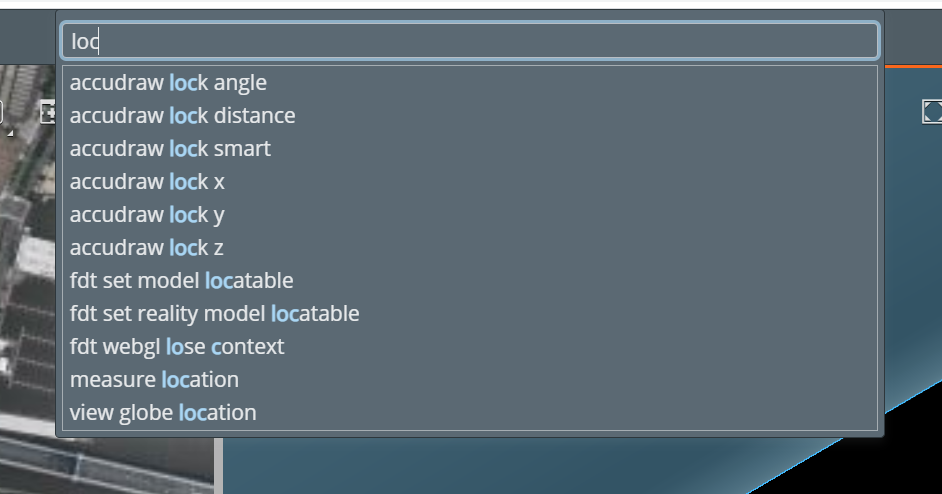 loc
accudraw lock angle
accudraw lock distance
accudraw lock smart
accudraw lock x
accudraw lock y
accudraw lock z
fdt set model locatable
fdt set reality model locatable
fdt webgl lose context
measure location
view globe location